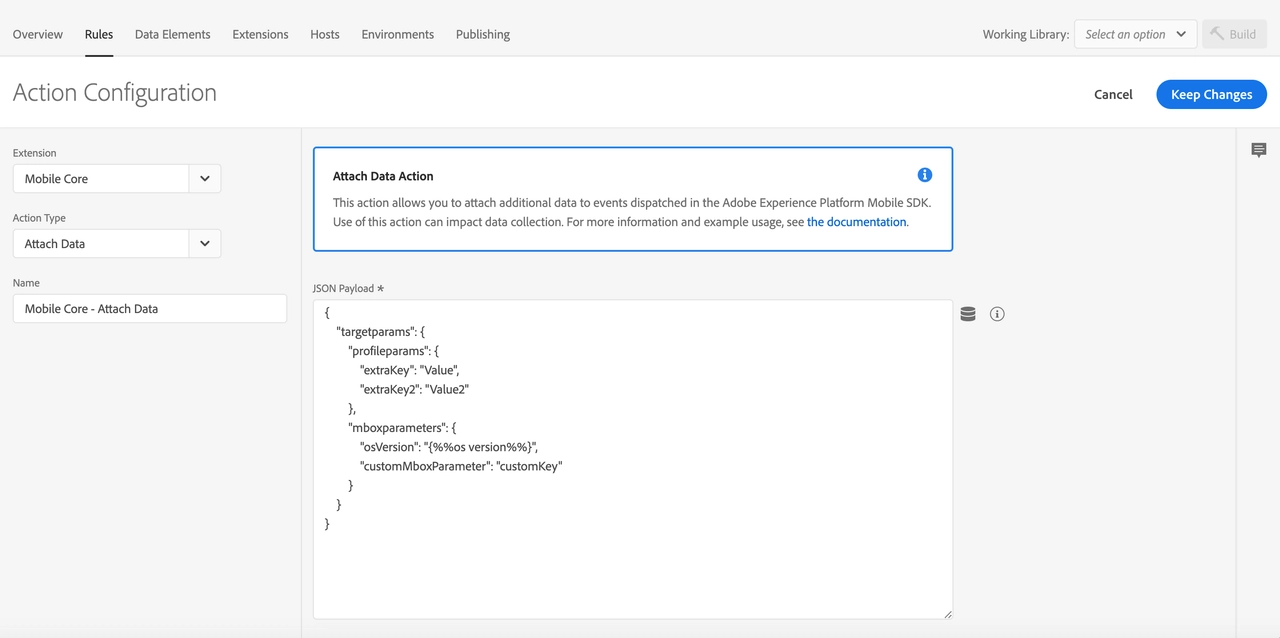 Overview Rules Data Elements Extensions Hosts Environments Publishing Working Library: Select an option Build
Action Configuration
Cancel Keep Changes
Extension
Mobile Core
Action Type
Attach Data
Name
Mobile Core - Attach Data
Attach Data Action
This action allows you to attach additional data to events dispatched in the Adobe Experience Platform Mobile SDK.
Use of this action can impact data collection. For more information and example usage, see the documentation.
JSON Payload *
{
"targetparams": {
"profileparams": {
"extraKey": "Value",
"extraKey2": "Value2"
},
"mboxparameters": {
"osVersion": "{%%os version%%}",
"customMboxParameter": "customKey"
}
}
}